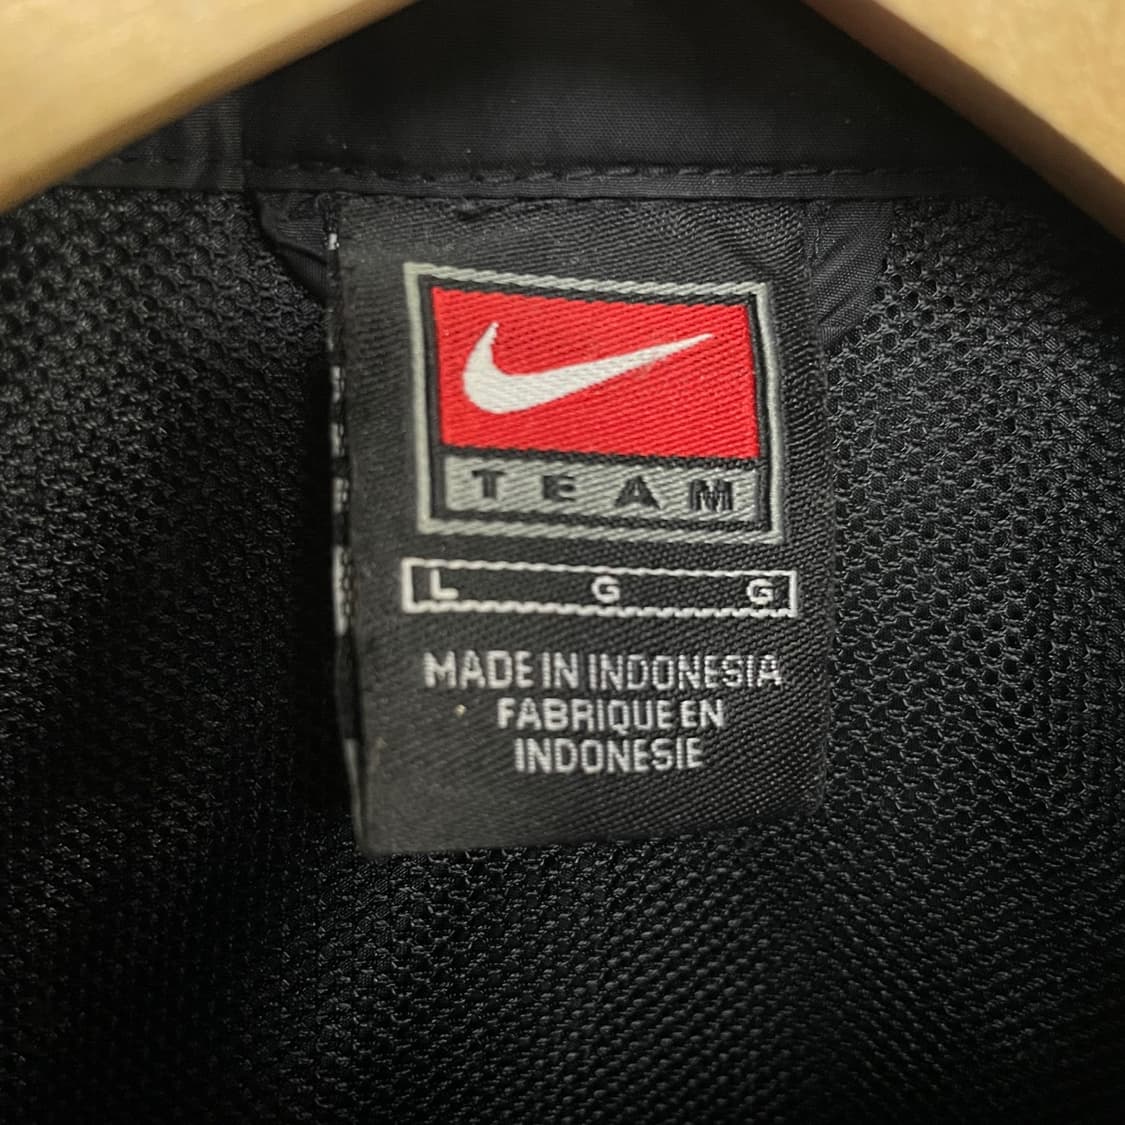 TEAM
L G G
MADE IN INDONESIA
FABRIQUE EN
INDONESIE